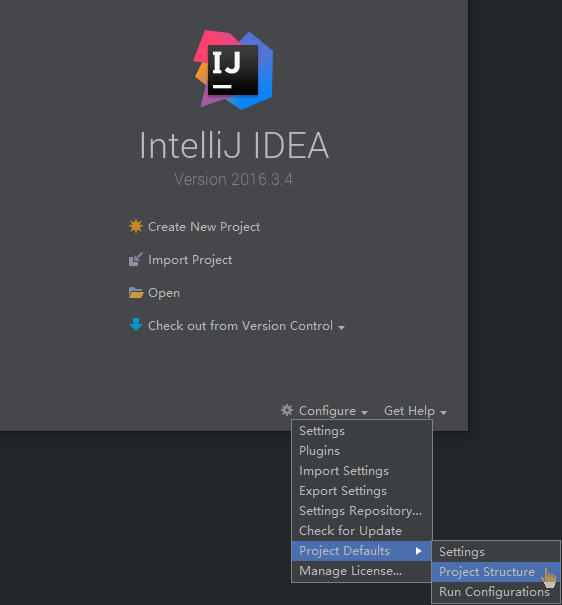 IJ
IntelliJ IDEA
Version 2016.3.4
Create New Project
Import Project
Open
Check out from Version Control
Configure Get Help
Settings
Plugins
Import Settings
Export Settings
Settings Repository...
Check for Update
Project Defaults
Manage License...
Settings
Project Structure
Run Configurations